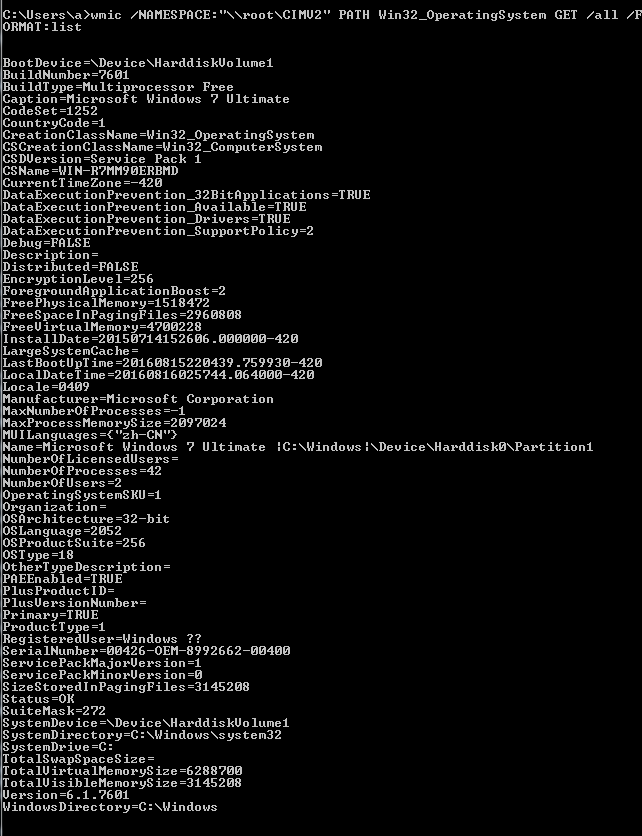 C:\Users\a>wmic /NAMESPACE:"\\root\CIMV2" PATH Win32_OperatingSystem GET /all /F
ORMAT:list
BootDevice=\Device\HarddiskVolume1
BuildNumber=7601
BuildType=Multiprocessor Free
Caption=Microsoft Windows 7 Ultimate
CodeSet=1252
CountryCode=1
CreationClassName=Win32_OperatingSystem
CSCreationClassName=Win32_ComputerSystem
CSDVersion=Service Pack 1
CSName=WIN-R7MM90ERBMD
CurrentTimeZone=-420
DataExecutionPrevention_32BitApplications=TRUE
DataExecutionPrevention_Available=TRUE
DataExecutionPrevention_Drivers=TRUE
DataExecutionPrevention_SupportPolicy=2
Debug=FALSE
Description=
Distributed=FALSE
EncryptionLevel=256
ForegroundApplicationBoost=2
FreePhysicalMemory=1518472
FreeSpaceInPagingFiles=2960808
FreeVirtualMemory=4700228
InstallDate=20150714152606.000000-420
LargeSystemCache=
LastBootUpTime=20160815220439.759930-420
LocalDateTime=20160816025744.064000-420
Locale=0409
Manufacturer=Microsoft Corporation
MaxNumberOfProcesses=-1
MaxProcessMemorySize=2097024
MUILanguages={"zh-CN"}
Name=Microsoft Windows 7 Ultimate |C:\Windows|\Device\Harddisk0\Partition1
NumberOfLicensedUsers=
NumberOfProcesses=42
NumberOfUsers=2
OperatingSystemSKU=1
Organization=
OSArchitecture=32-bit
OSLanguage=2052
OSProductSuite=256
OSType=18
OtherTypeDescription=
PAEEnabled=TRUE
PlusProductID=
PlusVersionNumber=
Primary=TRUE
ProductType=1
RegisteredUser=Windows ??
SerialNumber=00426-OEM-8992662-00400
ServicePackMajorVersion=1
ServicePackMinorVersion=0
SizeStoredInPagingFiles=3145208
Status=OK
SuiteMask=272
SystemDevice=\Device\HarddiskVolume1
SystemDirectory=C:\Windows\system32
SystemDrive=C:
TotalSwapSpaceSize=
TotalVirtualMemorySize=6288700
TotalVisibleMemorySize=3145208
Version=6.1.7601
WindowsDirectory=C:\Windows